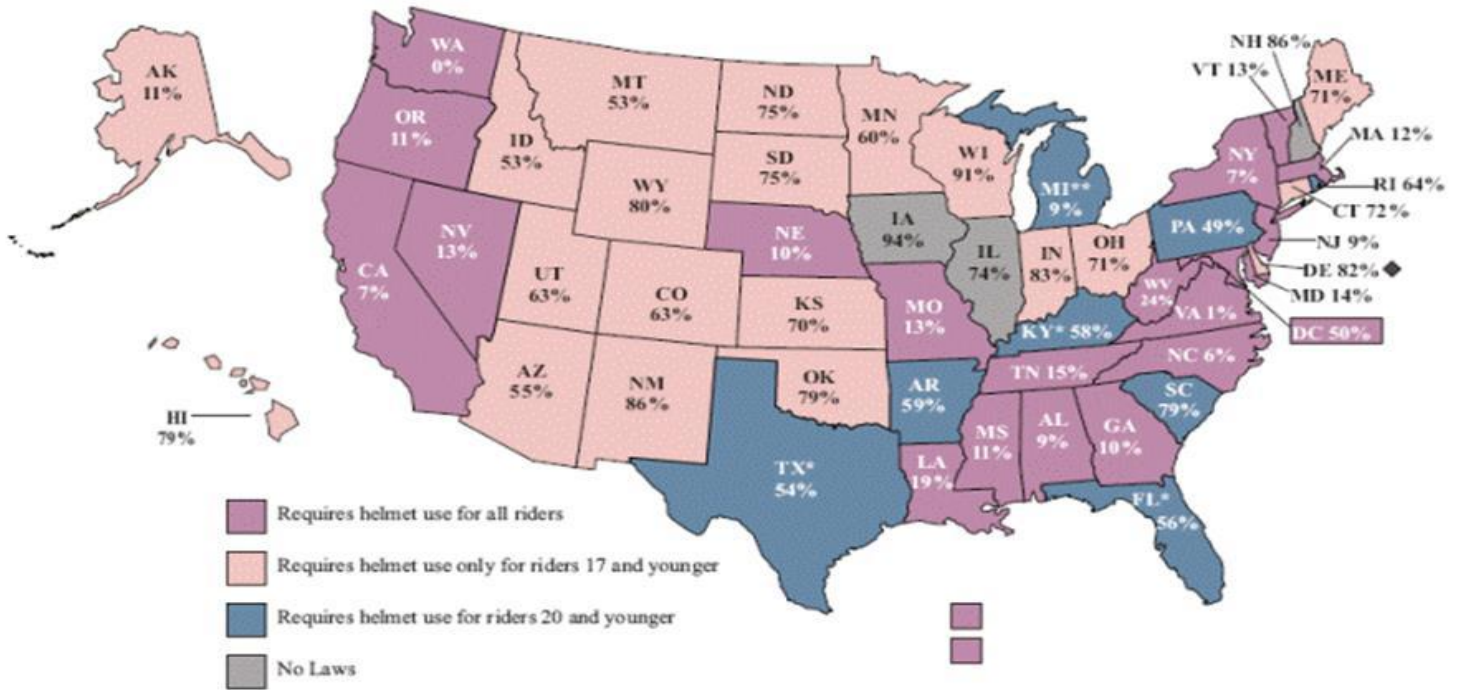 WA
0%
AK
11%
OR
11%
ID
53%
MT
53%
ND
75%
MN
60%
WI
91%
MI**
9%
NH 86%
VT 13%
ME
71%
MA 12%
NY
7%
RI 64%
CT 72%
PA 49%
NJ 9%
DE 82%◆
MD 14%
DC 50%
SD
75%
WY
80%
NV
13%
CA
7%
UT
63%
CO
63%
NE
10%
IA
94%
IL
74%
IN
83%
OH
71%
WV
24%
VA 1%
KS
70%
MO
13%
KY* 58%
NC 6%
TN 15%
SC
79%
AZ
55%
NM
86%
OK
79%
AR
59%
HI
79%
TX*
54%
LA
19%
MS
11%
AL
9%
GA
10%
FL*
56%
Requires helmet use for all riders
Requires helmet use only for riders 17 and younger
Requires helmet use for riders 20 and younger
No Laws